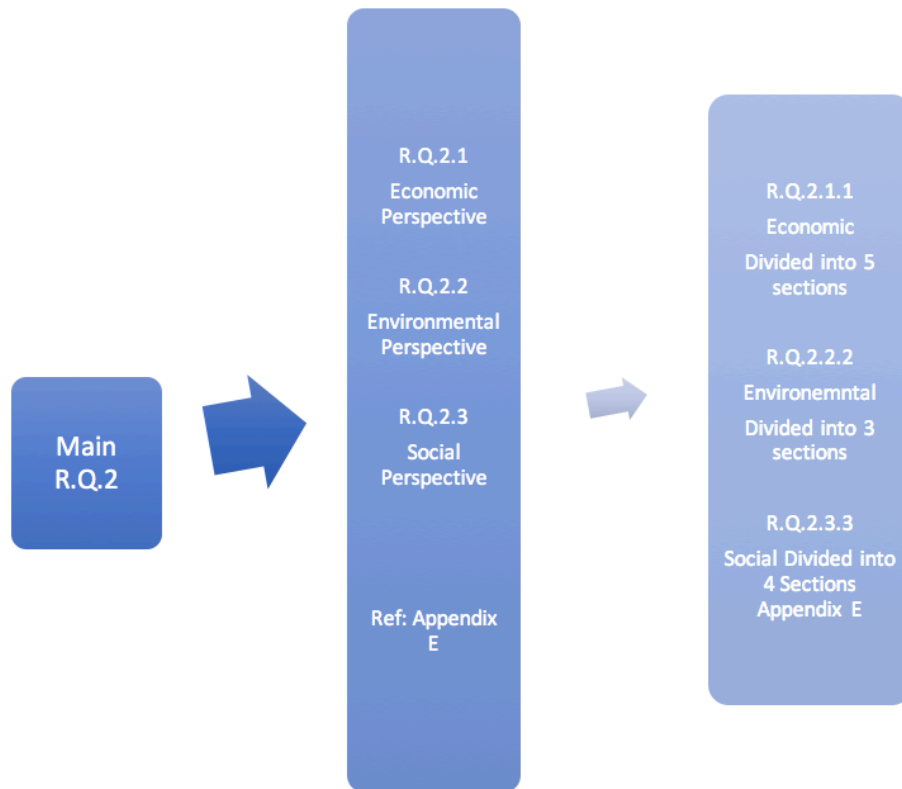 Main
R.Q.2
R.Q.2.1
Economic
Perspective
R.Q.2.2
Environmental
Perspective
R.Q.2.3
Social
Perspective
Ref: Appendix
E
R.Q.2.1.1
Economic
Divided into 5
sections
R.Q.2.2.2
Environemntal
Divided into 3
sections
R.Q.2.3.3
Social Divided into
4 Sections
Appendix E